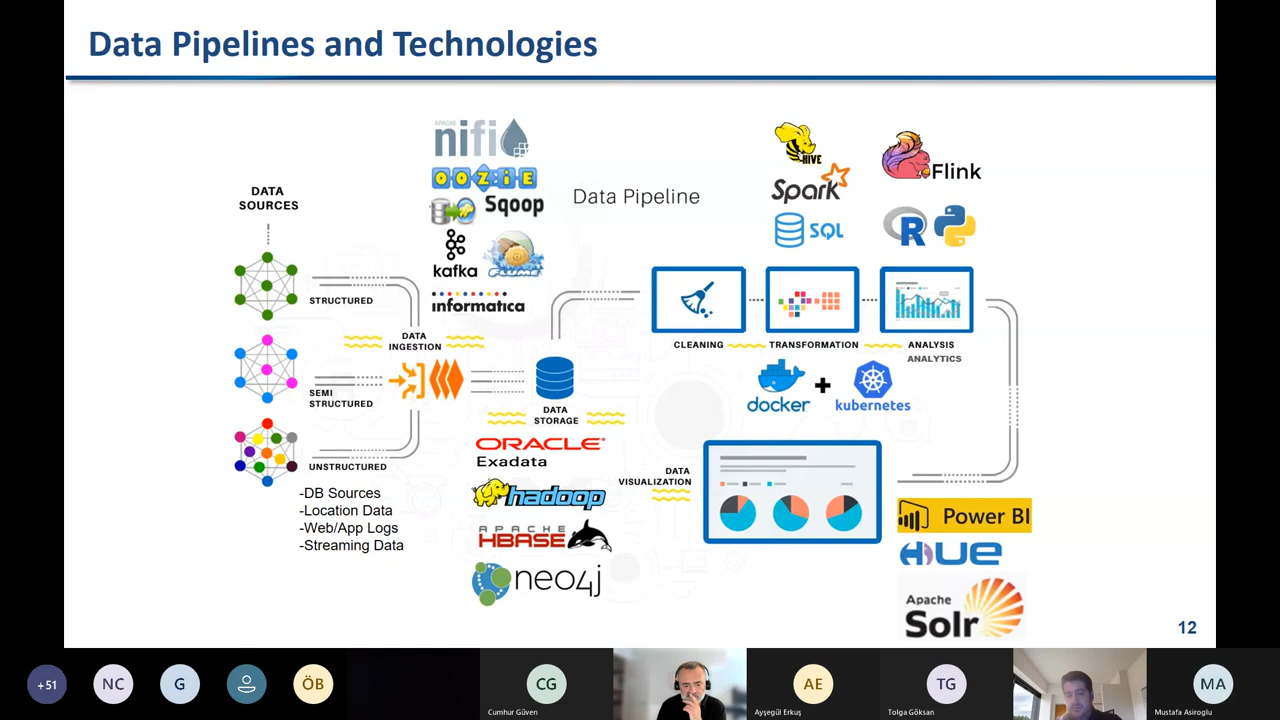 Data Pipelines and Technologies
APACHE
nifi
OOZIE
Sqoop
kafka
FLUME
informatica
Data Pipeline
HIVE
Spark
SQL
Flink
R
DATA
SOURCES
STRUCTURED
SEMI
STRUCTURED
UNSTRUCTURED
-DB Sources
-Location Data
-Web/App Logs
-Streaming Data
DATA
INGESTION
DATA
STORAGE
ORACLE
Exadata
hadoop
APACHE
HBASE
neo4j
CLEANING
TRANSFORMATION
ANALYSIS
ANALYTICS
docker
+
kubernetes
DATA
VISUALIZATION
Power BI
HUE
Apache
Solr
12
+51
NC
G
ÖB
CG
Cumhur Güven
AE
Ayşegül Erkuş
TG
Tolga Göksan
MA
Mustafa Asiroglu